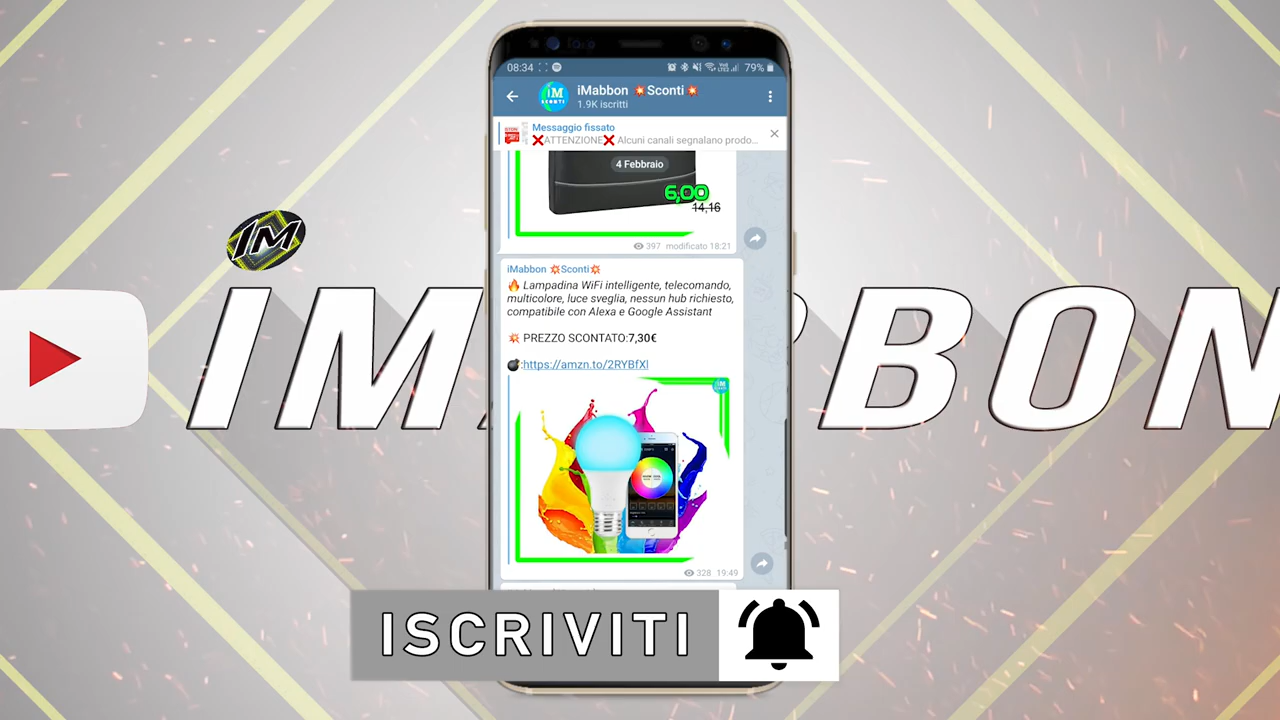 08:34
79%
iMabbon 💥Sconti💥
1.9K iscritti
Messaggio fissato
❌ATTENZIONE❌ Alcuni canali segnalano prodo...
4 Febbraio
6,00
14,16
397 modificato 18:21
IM
iMabbon 💥Sconti💥
🔥 Lampadina WiFi intelligente, telecomando,
multicolore, luce sveglia, nessun hub richiesto,
compatibile con Alexa e Google Assistant
💥 PREZZO SCONTATO:7,30€
💣:https://amzn.to/2RYBfXl
328 19:49
ISCRIVITI